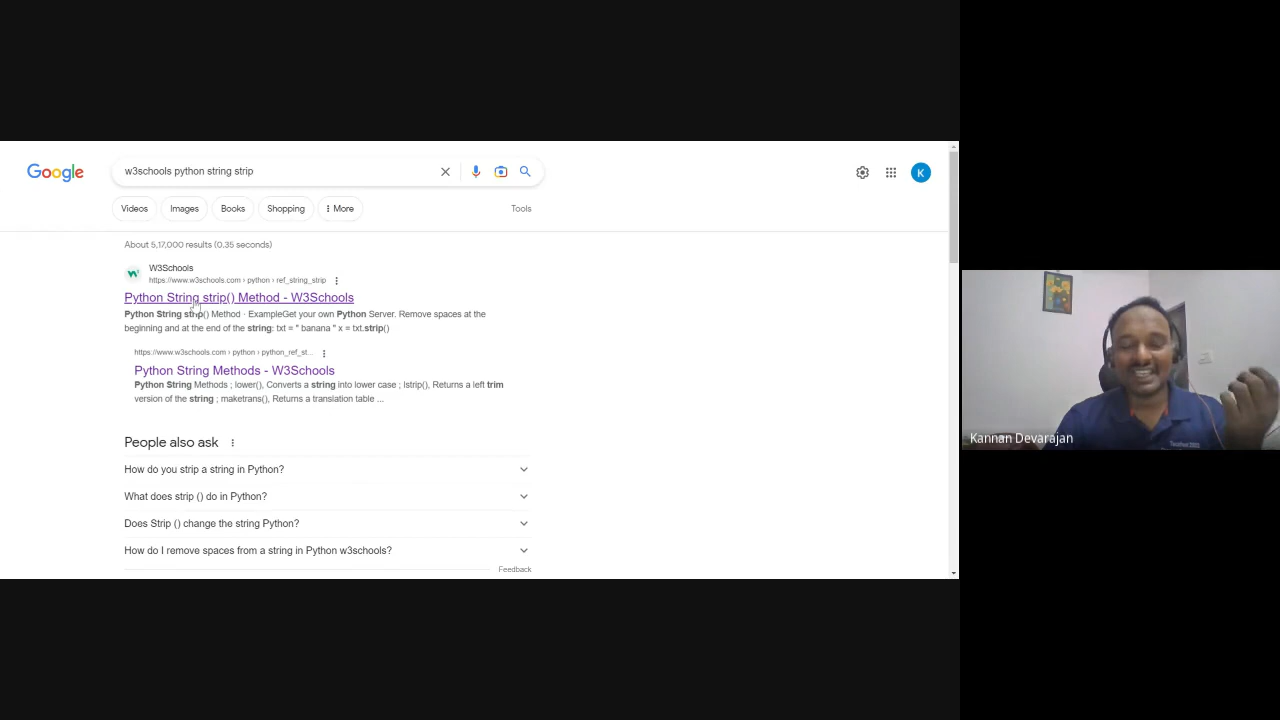 Google
w3schools python string strip
K
Videos
Images
Books
Shopping
More
Tools
About 5,17,000 results (0.35 seconds)
W3Schools
https://www.w3schools.com › python › ref_string_strip
Python String strip() Method - W3Schools
Python String strip() Method · ExampleGet your own Python Server. Remove spaces at the
beginning and at the end of the string: txt = " banana " x = txt.strip()
https://www.w3schools.com › python › python_ref_st...
Python String Methods - W3Schools
Python String Methods ; lower(), Converts a string into lower case ; lstrip(), Returns a left trim
version of the string ; maketrans(), Returns a translation table ...
People also ask
How do you strip a string in Python?
What does strip () do in Python?
Does Strip () change the string Python?
How do I remove spaces from a string in Python w3schools?
Feedback
Kannan Devarajan